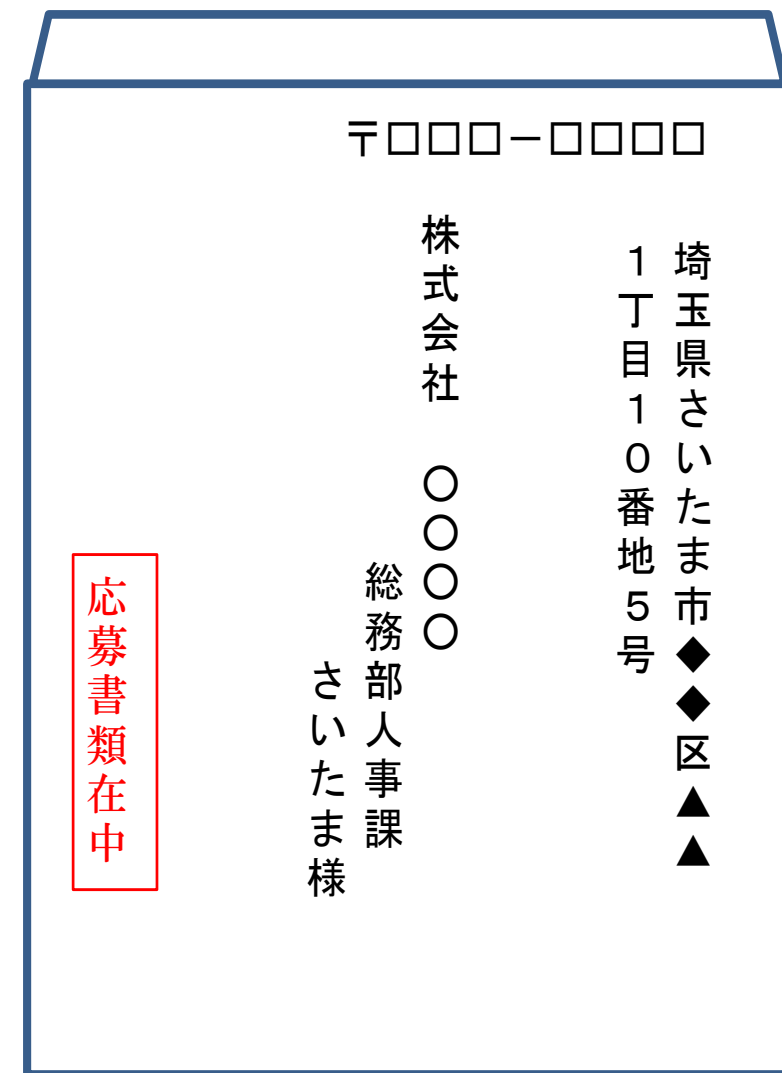 〒□□□－□□□□
埼玉県さいたま市◆◆区▲▲
１丁目１０番地５号
株式会社　〇〇〇〇
総務部人事課
さいたま様
応募書類在中